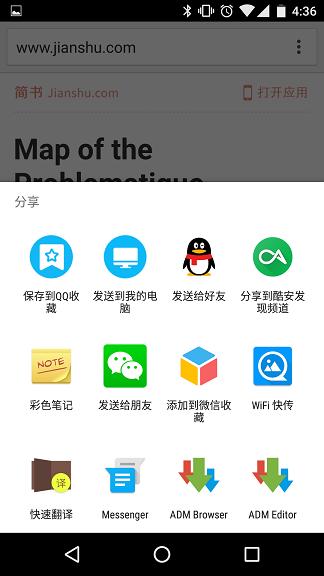 4:36
www.jianshu.com
简书 Jianshu.com
打开应用
Map of the
Problematique
分享
保存到QQ收
藏
发送到我的电
脑
发送给好友
分享到酷安发
现频道
NOTE
彩色笔记
发送给朋友
添加到微信收
藏
WiFi 快传
译
快速翻译
Messenger
ADM Browser
ADM Editor